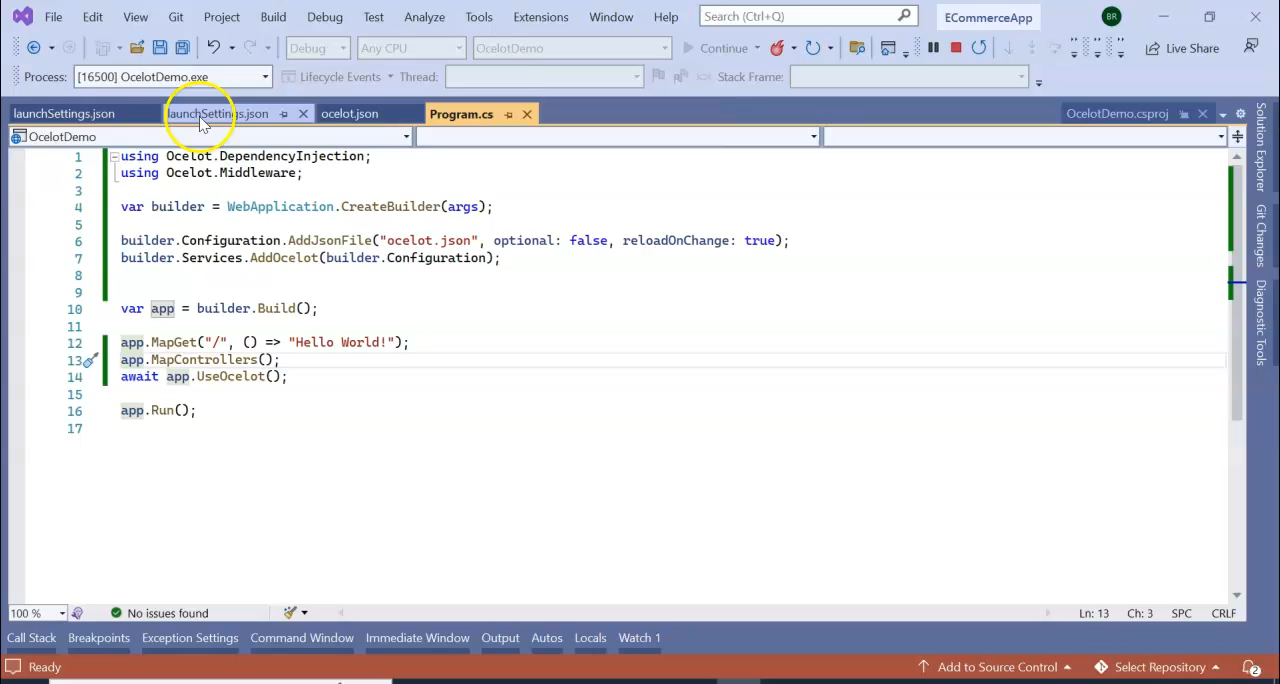 File Edit View Git Project Build Debug Test Analyze Tools Extensions Window Help Search (Ctrl+Q) ECommerceApp BR
Debug Any CPU OcelotDemo Continue Live Share
Process: [16500] OcelotDemo.exe Lifecycle Events Thread: Stack Frame:
launchSettings.json launchSettings.json ocelot.json Program.cs OcelotDemo.csproj
OcelotDemo
1 using Ocelot.DependencyInjection;
2 using Ocelot.Middleware;
3
4 var builder = WebApplication.CreateBuilder(args);
5
6 builder.Configuration.AddJsonFile("ocelot.json", optional: false, reloadOnChange: true);
7 builder.Services.AddOcelot(builder.Configuration);
8
9
10 var app = builder.Build();
11
12 app.MapGet("/", () => "Hello World!");
13 app.MapControllers();
14 await app.UseOcelot();
15
16 app.Run();
17
Solution Explorer
Git Changes
Diagnostic Tools
100 % No issues found Ln: 13 Ch: 3 SPC CRLF
Call Stack Breakpoints Exception Settings Command Window Immediate Window Output Autos Locals Watch 1
Ready Add to Source Control Select Repository 2